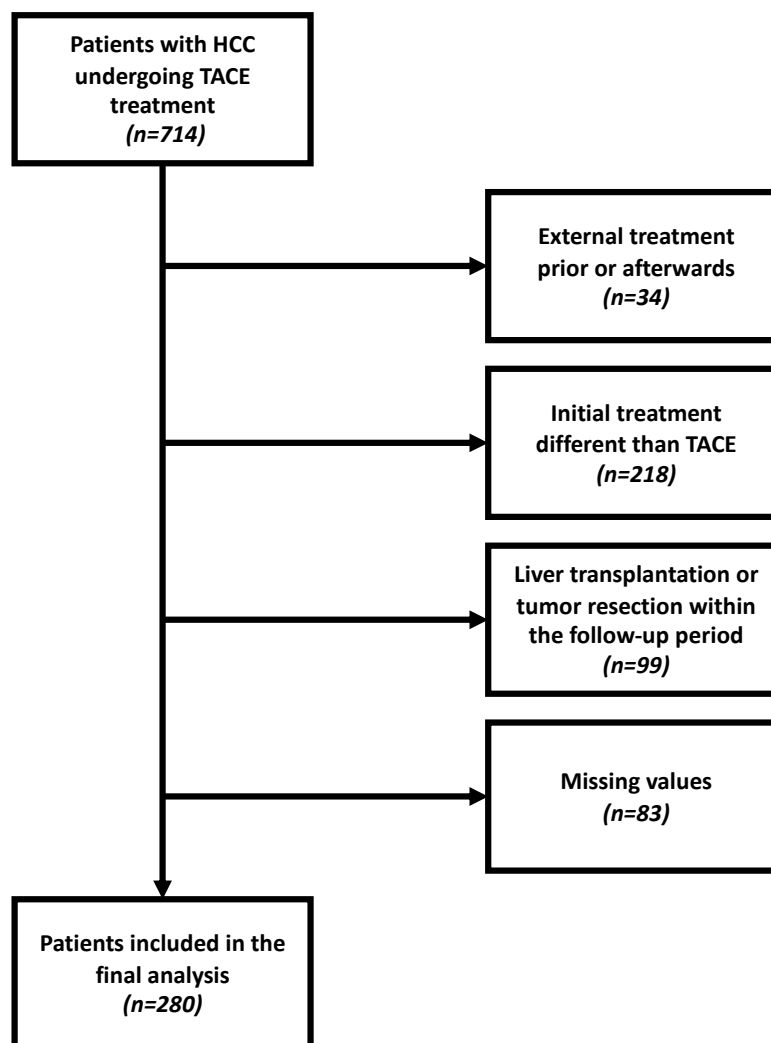 Patients with HCC
undergoing TACE
treatment
(n=714)
External treatment
prior or afterwards
(n=34)
Initial treatment
different than TACE
(n=218)
Liver transplantation or
tumor resection within
the follow-up period
(n=99)
Missing values
(n=83)
Patients included in the
final analysis
(n=280)